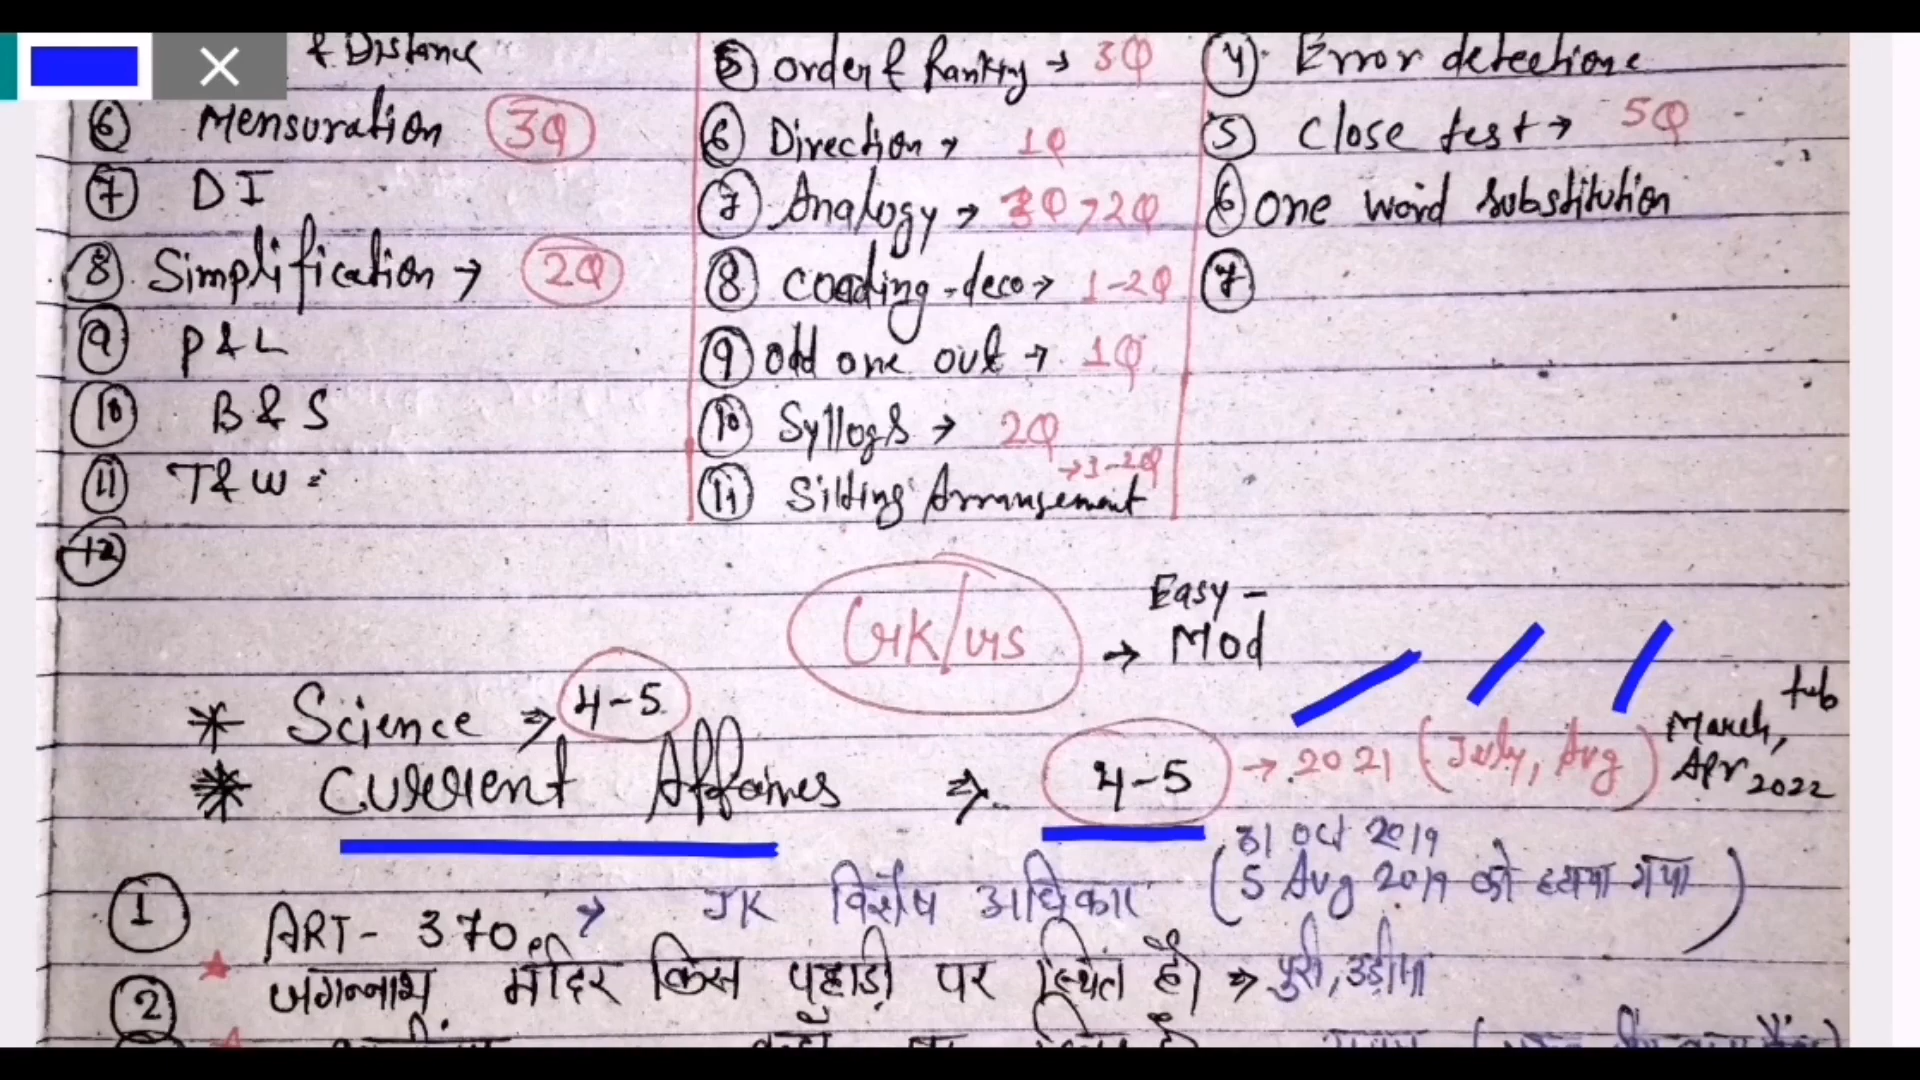 & Distance
⑥ Mensuration 3Q
⑦ DI
⑧ Simplification → 2Q
⑨ P&L
⑩ B & S
⑪ T&W
⑫
⑤ order & Ranking → 3Q
⑥ Direction → 1Q
⑦ Analogy → 3Q > 2Q
⑧ coading-deco → 1-2Q
⑨ odd one out → 1Q
⑩ Syllogs → 2Q
→ 1-2Q
⑪ Sitting Arrangement
④ Error detection
⑤ Close test → 5Q
⑥ one word substitution
⑦
GK/GS → Easy - Mod
* Science → 4-5
* Current Affaires ⇒ 4-5 → 2021 (July, Aug) feb March, Apr 2022
31 Oct 2019
① ART- 370 → JK विशेष अधिकार (5 Aug 2019 को हटाया गया)
② जगन्नाथ मंदिर किस पहाड़ी पर स्थित है → पुरी, उड़ीसा